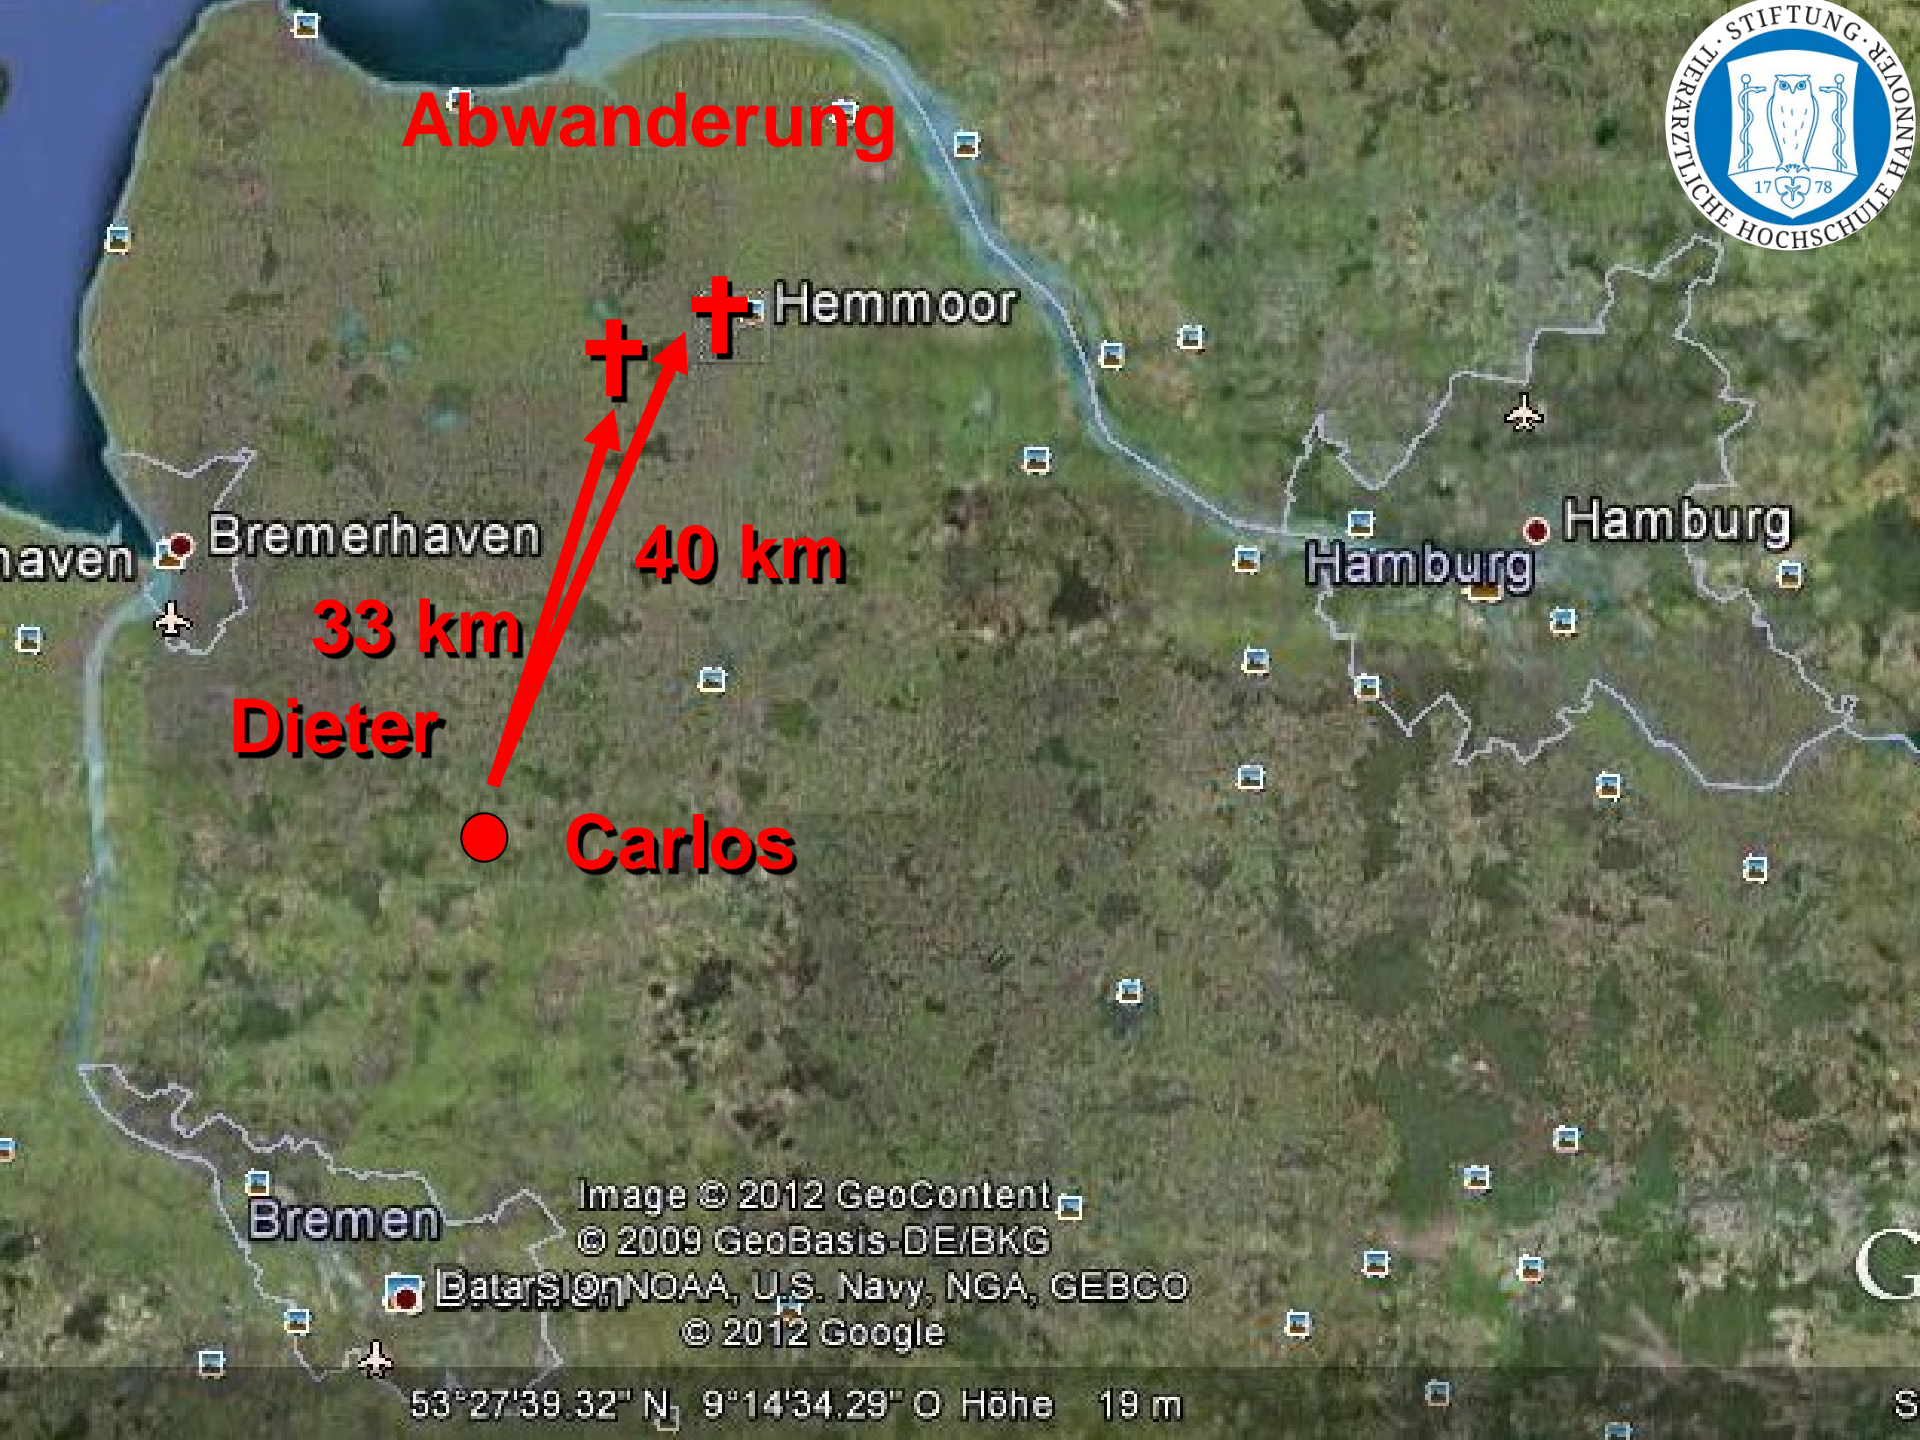 STIFTUNG · TIERÄRZTLICHE HOCHSCHULE HANNOVER ·
17 78
Abwanderung
Hemmoor
Bremerhaven
haven
40 km
Hamburg
Hamburg
33 km
Dieter
Carlos
Bremen
Image © 2012 GeoContent
© 2009 GeoBasis-DE/BKG
NOAA, U.S. Navy, NGA, GEBCO
© 2012 Google
G
53°27'39.32" N 9°14'34.29" O Höhe 19 m
S